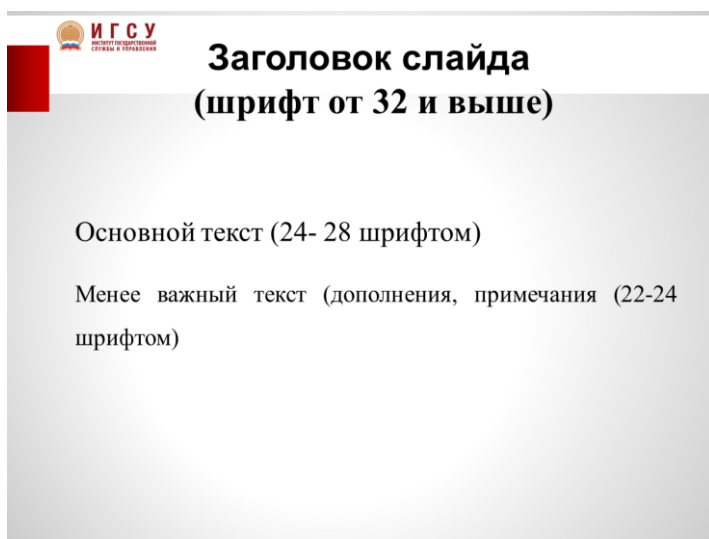 ИГСУ
ИНСТИТУТ ГОСУДАРСТВЕННОЙ
СЛУЖБЫ И УПРАВЛЕНИЯ
Заголовок слайда
(шрифт от 32 и выше)
Основной текст (24- 28 шрифтом)
Менее важный текст (дополнения, примечания (22-24
шрифтом)